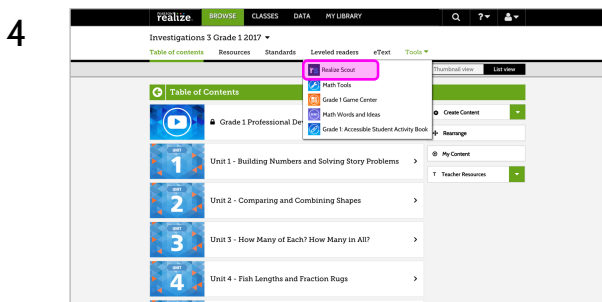 4
PEARSON
realize. BROWSE CLASSES DATA MY LIBRARY ?
Investigations 3 Grade 1 2017
Table of contents Resources Standards Leveled readers eText Tools
Realize Scout
Thumbnail view List view
Math Tools
Table of Contents
Grade 1 Game Center
Create Content
Math Words and Ideas
Grade 1 Professional De
Grade 1: Accessible Student Activity Book
Rearrange
My Content
UNIT
1
Unit 1 - Building Numbers and Solving Story Problems
T Teacher Resources
UNIT
2
Unit 2 - Comparing and Combining Shapes
UNIT
3
Unit 3 - How Many of Each? How Many in All?
UNIT
4
Unit 4 - Fish Lengths and Fraction Rugs